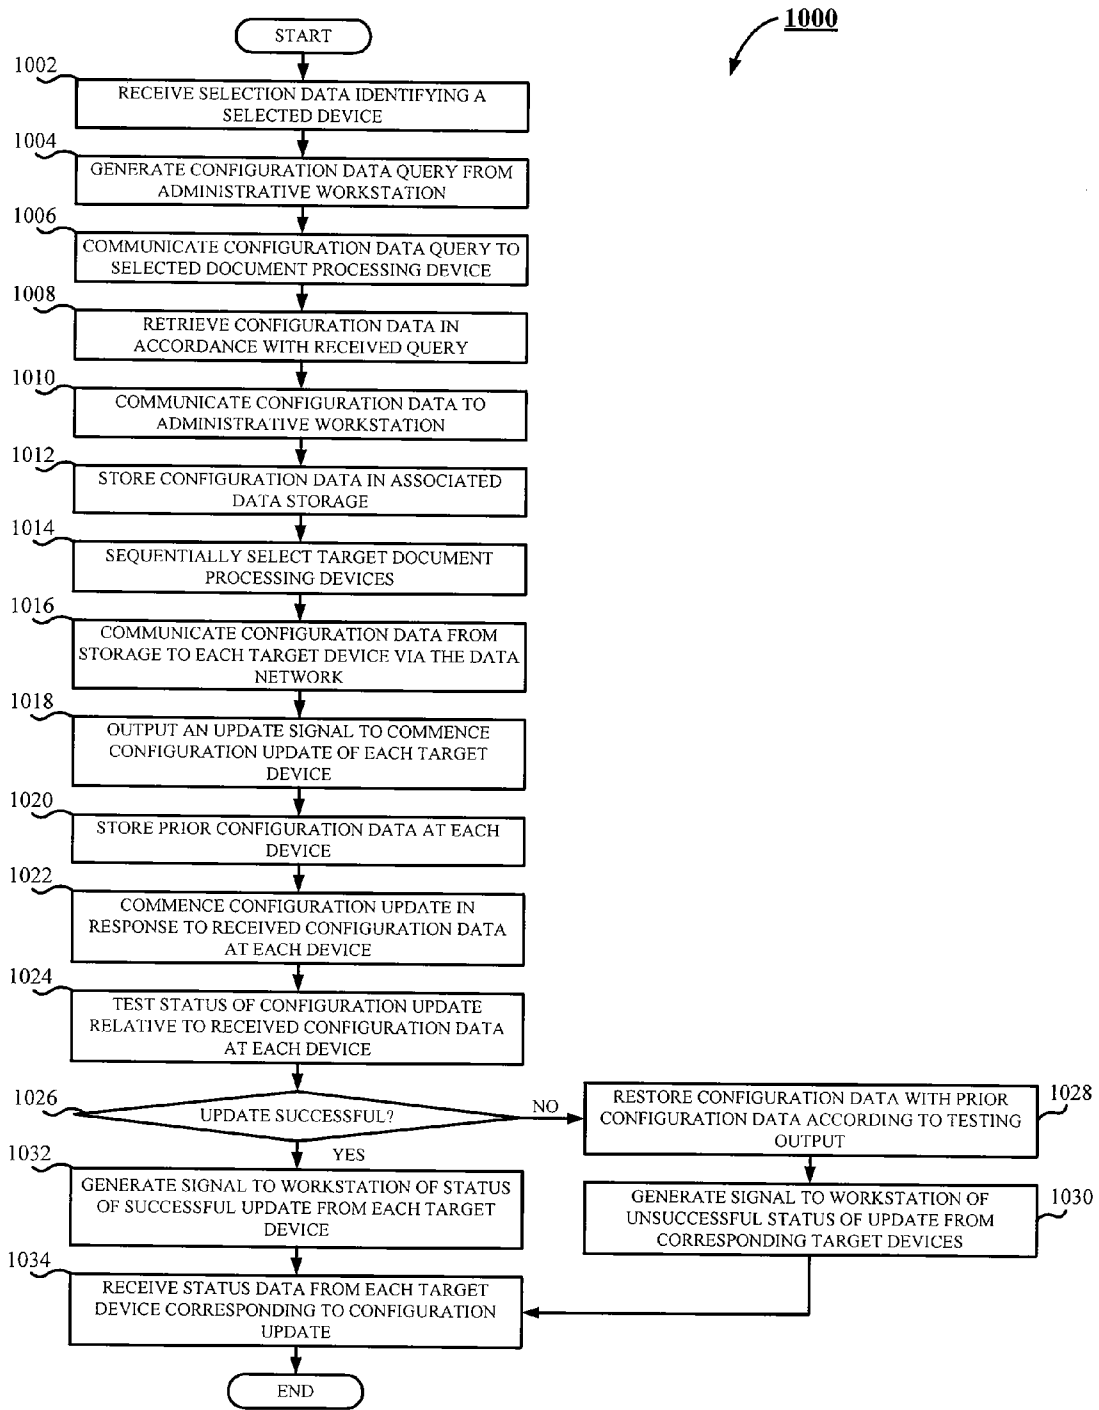 1000
START
1002
RECEIVE SELECTION DATA IDENTIFYING A
SELECTED DEVICE
1004
GENERATE CONFIGURATION DATA QUERY FROM
ADMINISTRATIVE WORKSTATION
1006
COMMUNICATE CONFIGURATION DATA QUERY TO
SELECTED DOCUMENT PROCESSING DEVICE
1008
RETRIEVE CONFIGURATION DATA IN
ACCORDANCE WITH RECEIVED QUERY
1010
COMMUNICATE CONFIGURATION DATA TO
ADMINISTRATIVE WORKSTATION
1012
STORE CONFIGURATION DATA IN ASSOCIATED
DATA STORAGE
1014
SEQUENTIALLY SELECT TARGET DOCUMENT
PROCESSING DEVICES
1016
COMMUNICATE CONFIGURATION DATA FROM
STORAGE TO EACH TARGET DEVICE VIA THE DATA
NETWORK
1018
OUTPUT AN UPDATE SIGNAL TO COMMENCE
CONFIGURATION UPDATE OF EACH TARGET
DEVICE
1020
STORE PRIOR CONFIGURATION DATA AT EACH
DEVICE
1022
COMMENCE CONFIGURATION UPDATE IN
RESPONSE TO RECEIVED CONFIGURATION DATA
AT EACH DEVICE
1024
TEST STATUS OF CONFIGURATION UPDATE
RELATIVE TO RECEIVED CONFIGURATION DATA
AT EACH DEVICE
1026
UPDATE SUCCESSFUL?
NO
YES
RESTORE CONFIGURATION DATA WITH PRIOR
CONFIGURATION DATA ACCORDING TO TESTING
OUTPUT
1028
GENERATE SIGNAL TO WORKSTATION OF
UNSUCCESSFUL STATUS OF UPDATE FROM
CORRESPONDING TARGET DEVICES
1030
1032
GENERATE SIGNAL TO WORKSTATION OF STATUS
OF SUCCESSFUL UPDATE FROM EACH TARGET
DEVICE
1034
RECEIVE STATUS DATA FROM EACH TARGET
DEVICE CORRESPONDING TO CONFIGURATION
UPDATE
END